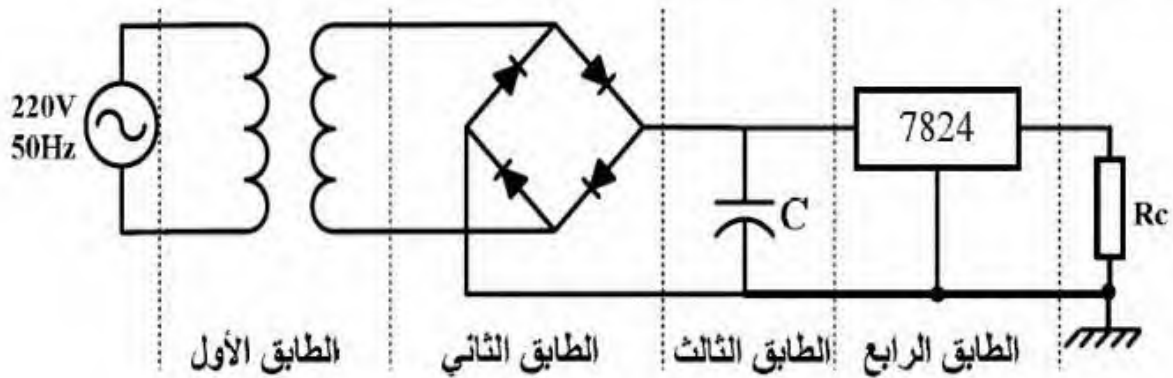 220V
50Hz
7824
C
Rc
الطابق الأول
الطابق الثاني
الطابق الثالث
الطابق الرابع